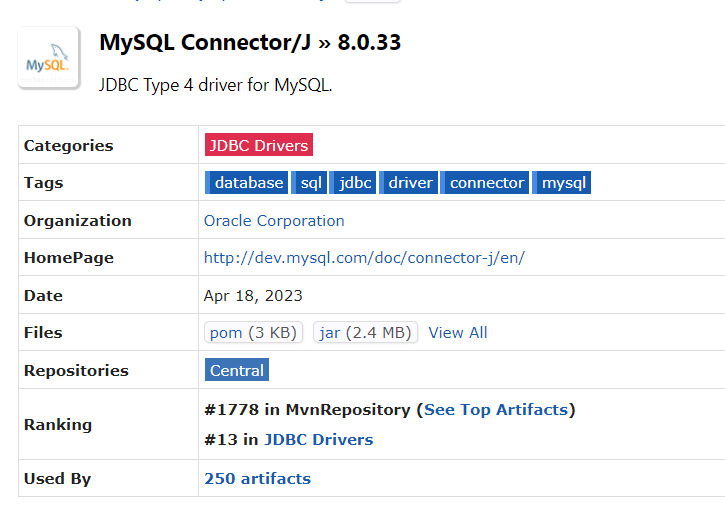 MySQL Connector/J » 8.0.33
MySQL
JDBC Type 4 driver for MySQL.
Categories JDBC Drivers
Tags database sql jdbc driver connector mysql
Organization Oracle Corporation
HomePage http://dev.mysql.com/doc/connector-j/en/
Date Apr 18, 2023
Files pom (3 KB) jar (2.4 MB) View All
Repositories Central
Ranking #1778 in MvnRepository (See Top Artifacts)
#13 in JDBC Drivers
Used By 250 artifacts